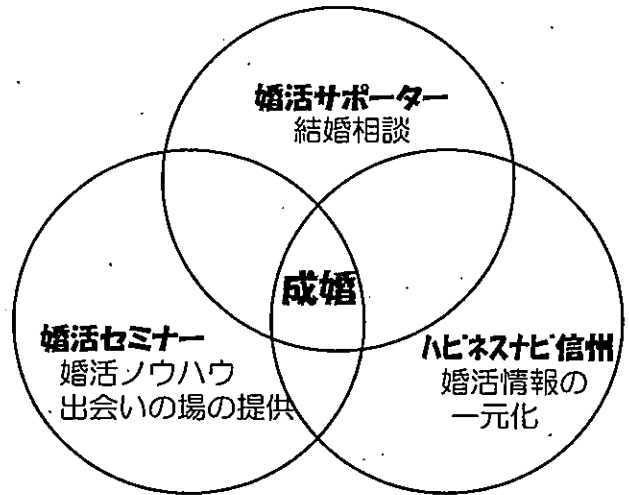 婚活サポーター
結婚相談
成婚
婚活セミナー
婚活ノウハウ
出会いの場の提供
ハピネスナビ信州
婚活情報の
一元化